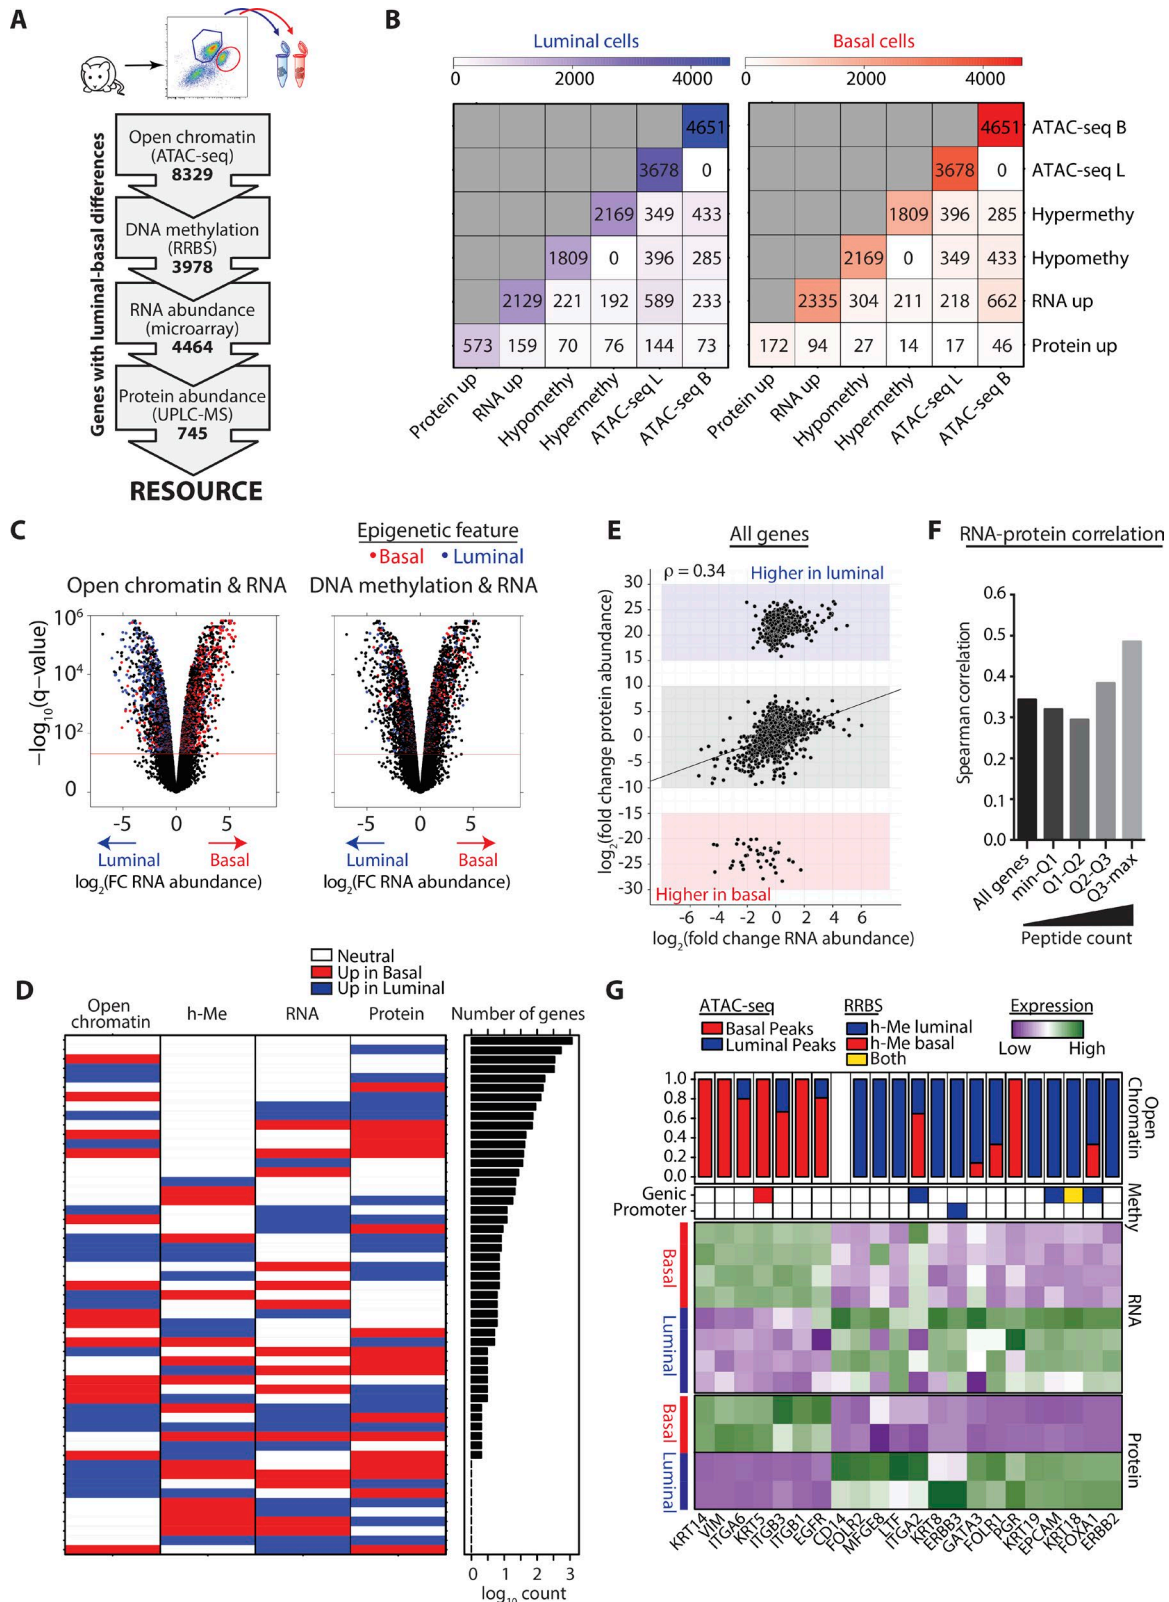 A
Open chromatin
(ATAC-seq)
8329
DNA methylation
(RRBS)
3978
RNA abundance
(microarray)
4464
Protein abundance
(UPLC-MS)
745
RESOURCE
Genes with luminal-basal differences
B
Luminal cells
0 2000 4000
4651
3678 0
2169 349 433
1809 0 396 285
2129 221 192 589 233
573 159 70 76 144 73
Protein up
RNA up
Hypomethy
Hypermethy
ATAC-seq L
ATAC-seq B
Basal cells
0 2000 4000
4651 ATAC-seq B
3678 0 ATAC-seq L
1809 396 285 Hypermethy
2169 0 349 433 Hypomethy
2335 304 211 218 662 RNA up
172 94 27 14 17 46 Protein up
Protein up
RNA up
Hypomethy
Hypermethy
ATAC-seq L
ATAC-seq B
C
Epigenetic feature
Basal Luminal
Open chromatin & RNA
DNA methylation & RNA
−log10(q−value)
10⁶
10⁴
10²
0
-5 0 5
Luminal Basal
log2(FC RNA abundance)
-5 0 5
Luminal Basal
log2(FC RNA abundance)
E
All genes
ρ = 0.34
Higher in luminal
Higher in basal
log2(fold change protein abundance)
30
25
20
15
10
5
0
-5
-10
-15
-20
-25
-30
-6 -4 -2 0 2 4 6
log2(fold change RNA abundance)
F
RNA-protein correlation
Spearman correlation
0.6
0.5
0.4
0.3
0.2
0.1
0.0
All genes
min-Q1
Q1-Q2
Q2-Q3
Q3-max
Peptide count
D
Neutral
Up in Basal
Up in Luminal
Open
chromatin
h-Me
RNA
Protein
Number of genes
0 1 2 3
log10 count
G
ATAC-seq
Basal Peaks
Luminal Peaks
RRBS
h-Me luminal
h-Me basal
Both
Expression
Low High
1.0
0.8
0.6
0.4
0.2
0.0
Open
Chromatin
Genic
Promoter
Methy
Basal
Luminal
RNA
Basal
Luminal
Protein
KRT14
VIM
ITGA6
KRT5
ITGB3
ITGB1
EGFR
CD14
FOLR2
MFGE8
LTF
ITGA2
KRT8
ERBB3
GATA3
FOLR1
PGR
KRT19
EPCAM
KRT18
FOXA1
ERBB2